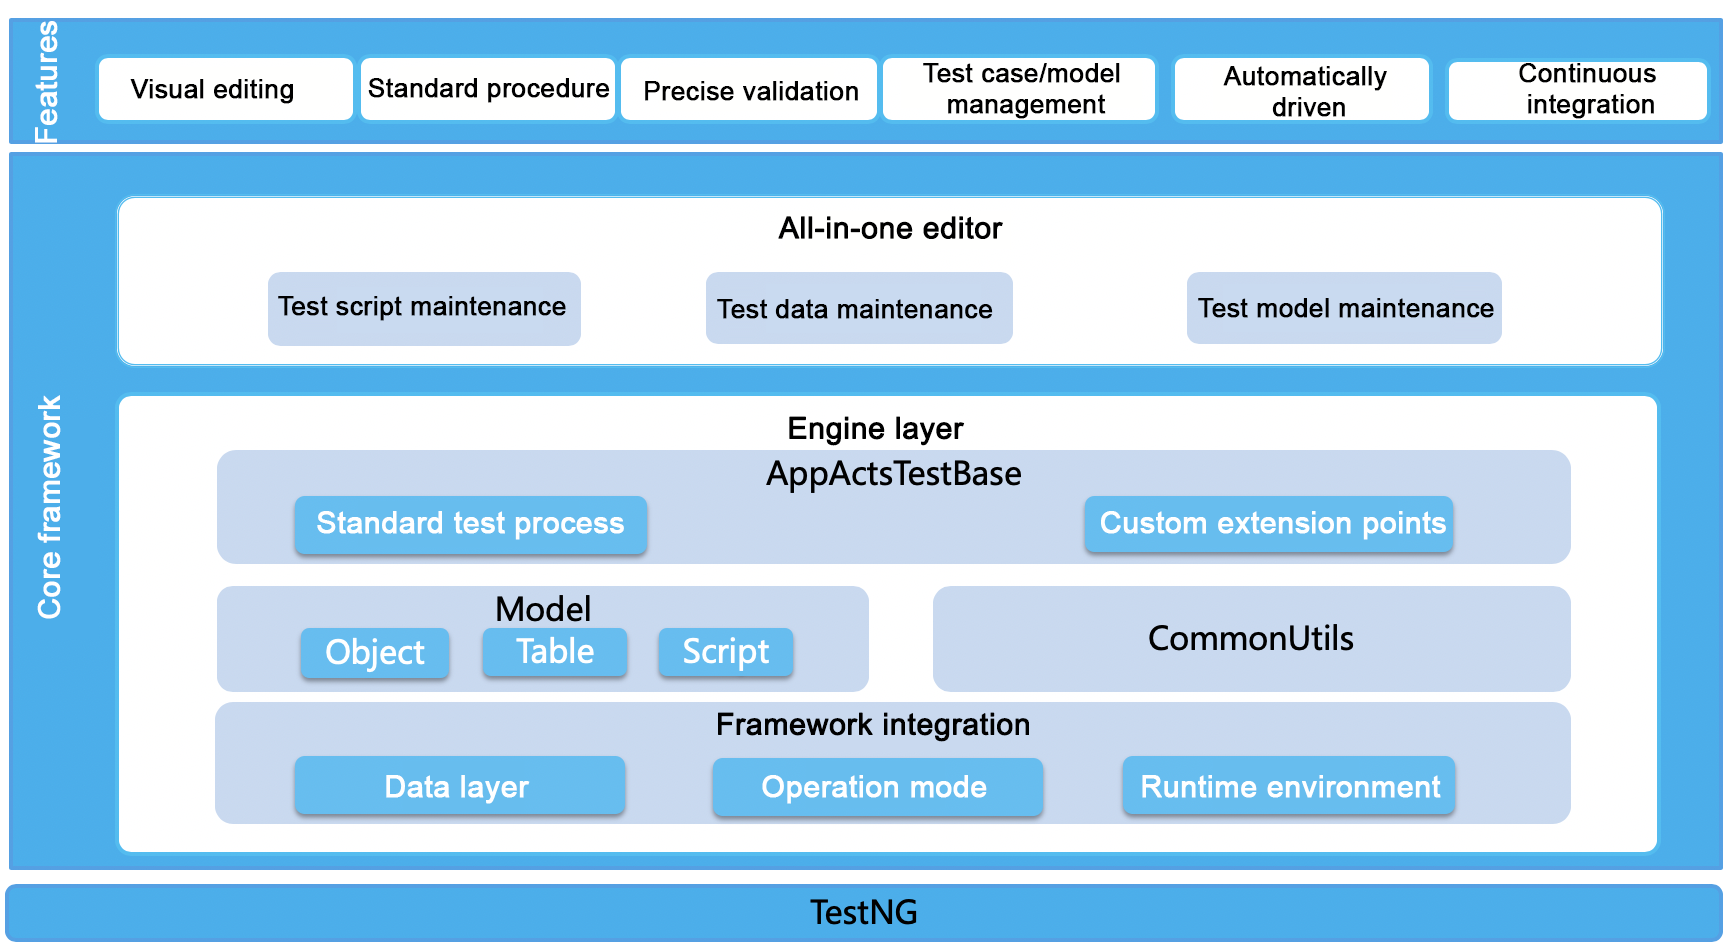 Features
Visual editing
Standard procedure
Precise validation
Test case/model
management
Automatically
driven
Continuous
integration
Core framework
All-in-one editor
Test script maintenance
Test data maintenance
Test model maintenance
Engine layer
AppActsTestBase
Standard test process
Custom extension points
Model
Object
Table
Script
CommonUtils
Framework integration
Data layer
Operation mode
Runtime environment
TestNG